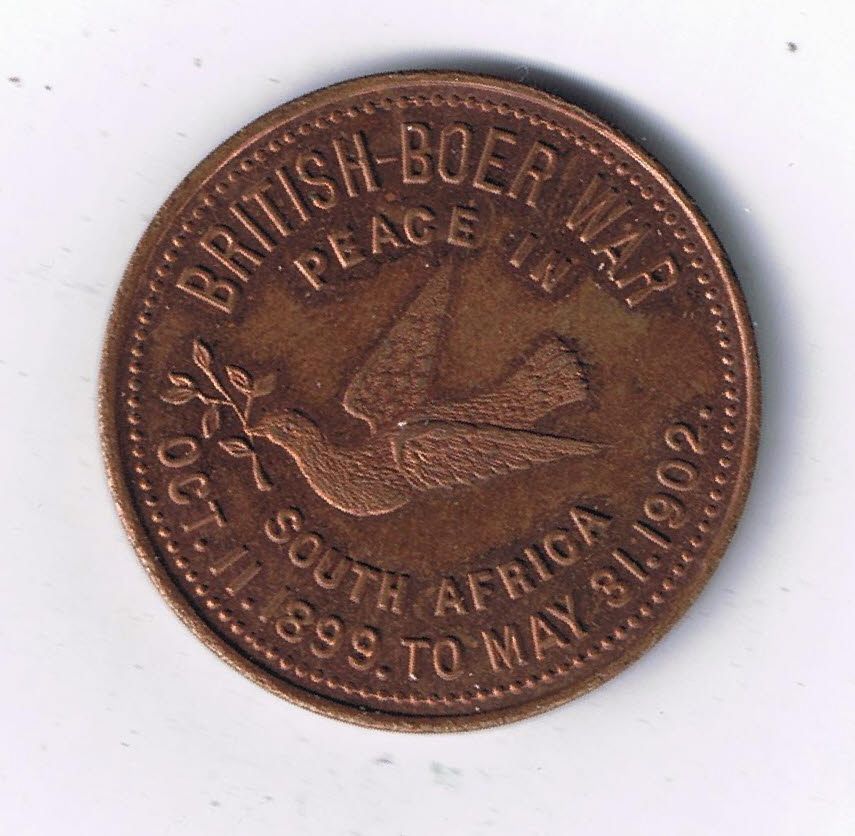 BRITISH-BOER WAR
PEACE IN
SOUTH AFRICA
OCT. 11. 1899. TO MAY 31. 1902.